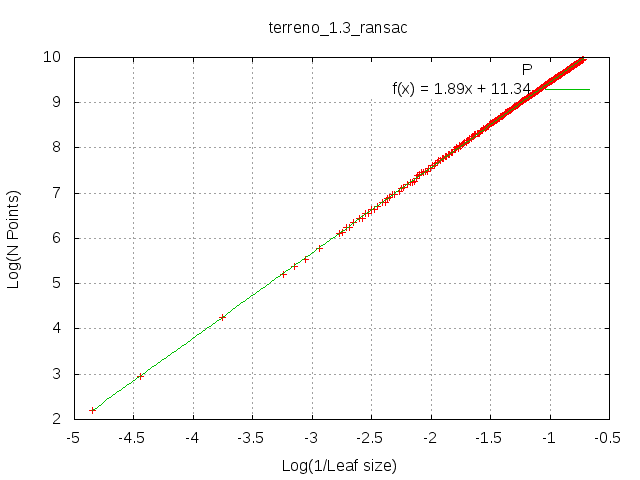 terreno_1.3_ransac
10
P
f(x) = 1.89x + 11.34
9
8
7
6
5
4
3
2
Log(N Points)
-5 -4.5 -4 -3.5 -3 -2.5 -2 -1.5 -1 -0.5
Log(1/Leaf size)